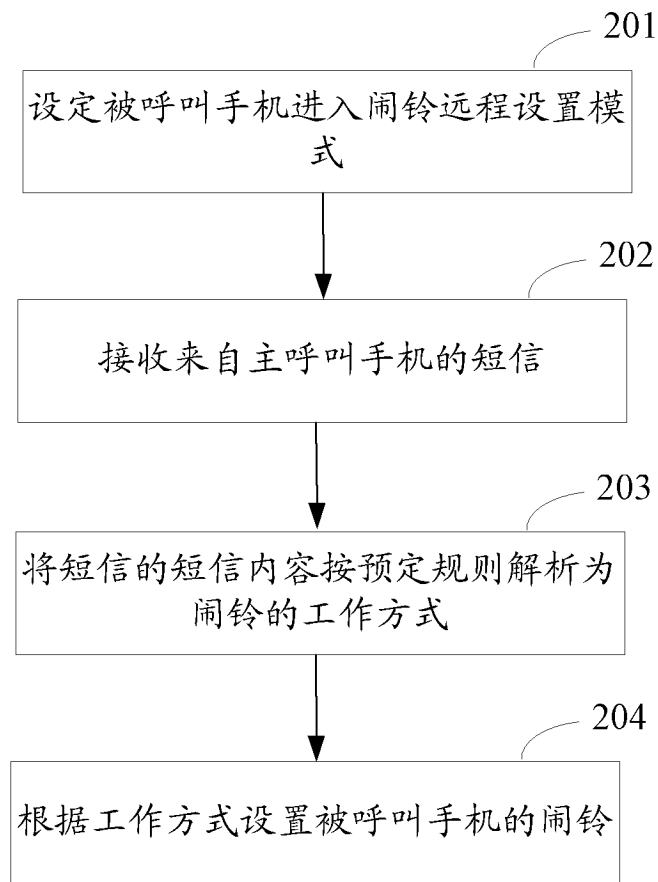 201
设定被呼叫手机进入闹铃远程设置模
式
202
接收来自主呼叫手机的短信
203
将短信的短信内容按预定规则解析为
闹铃的工作方式
204
根据工作方式设置被呼叫手机的闹铃